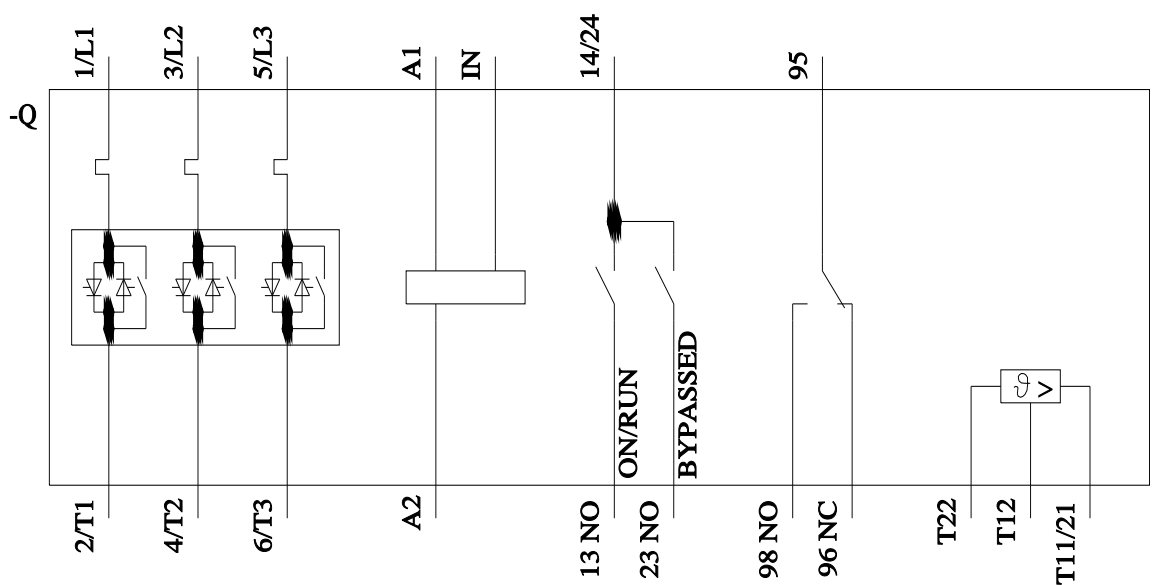 1/L1
3/L2
5/L3
A1
IN
14/24
95
-Q
ON/RUN
BYPASSED
ϑ >
2/T1
4/T2
6/T3
A2
13 NO
23 NO
98 NO
96 NC
T22
T12
T11/21